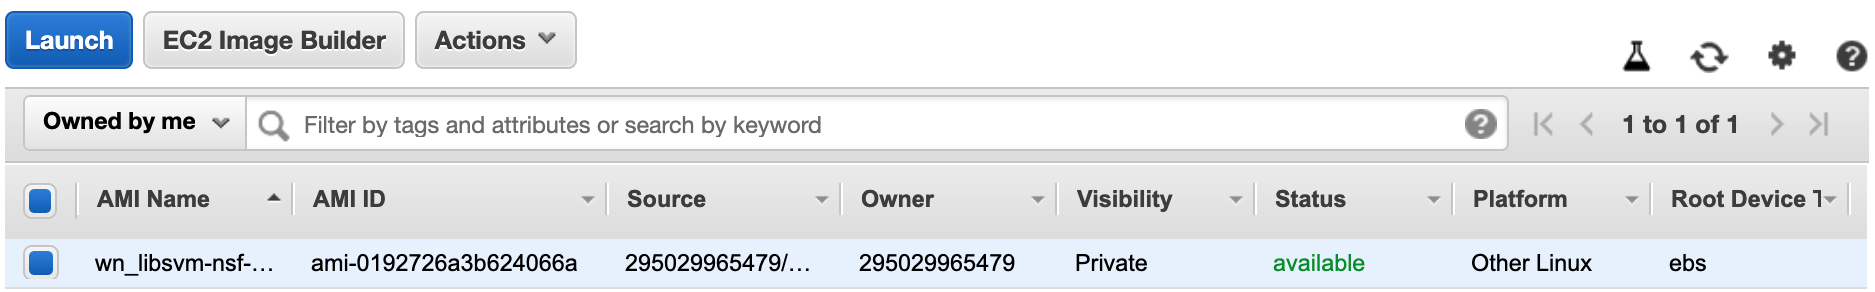 Launch EC2 Image Builder Actions
Owned by me Filter by tags and attributes or search by keyword 1 to 1 of 1
AMI Name AMI ID Source Owner Visibility Status Platform Root Device T
wn_libsvm-nsf-... ami-0192726a3b624066a 295029965479/... 295029965479 Private available Other Linux ebs